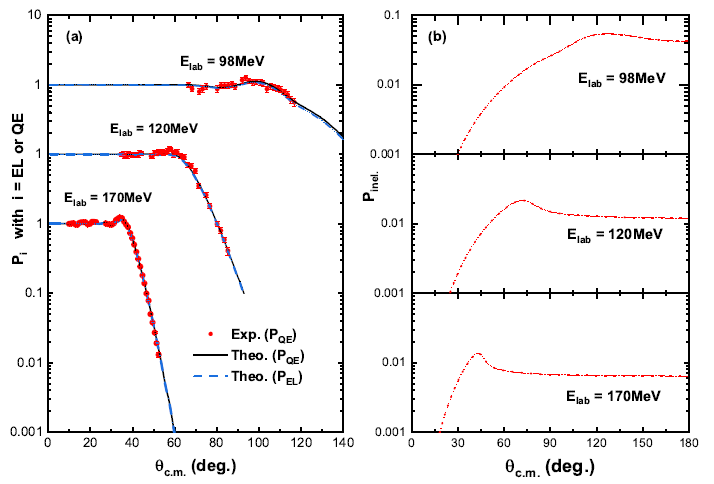 (a)
E_lab = 98MeV
E_lab = 120MeV
E_lab = 170MeV
Exp. (P_QE)
Theo. (P_QE)
Theo. (P_EL)
P_i with i = EL or QE
10
1
1
1
0.1
0.01
0.001
0 20 40 60 80 100 120 140
θ_c.m. (deg.)
(b)
E_lab = 98MeV
E_lab = 120MeV
E_lab = 170MeV
P_inel.
0.1
0.01
0.001
0.01
0.001
0.01
0.001
0 30 60 90 120 150 180
θ_c.m. (deg.)